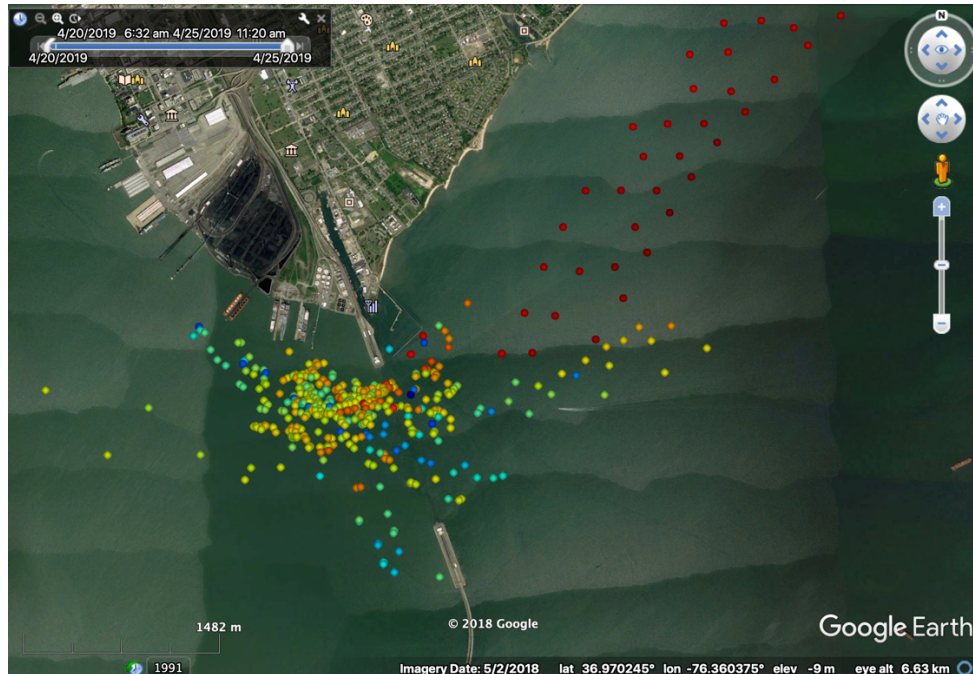 4/20/2019 6:32 am 4/25/2019 11:20 am
4/20/2019 4/25/2019
N
1482 m
© 2018 Google
Google Earth
1991
Imagery Date: 5/2/2018 lat 36.970245° lon -76.360375° elev -9 m eye alt 6.63 km